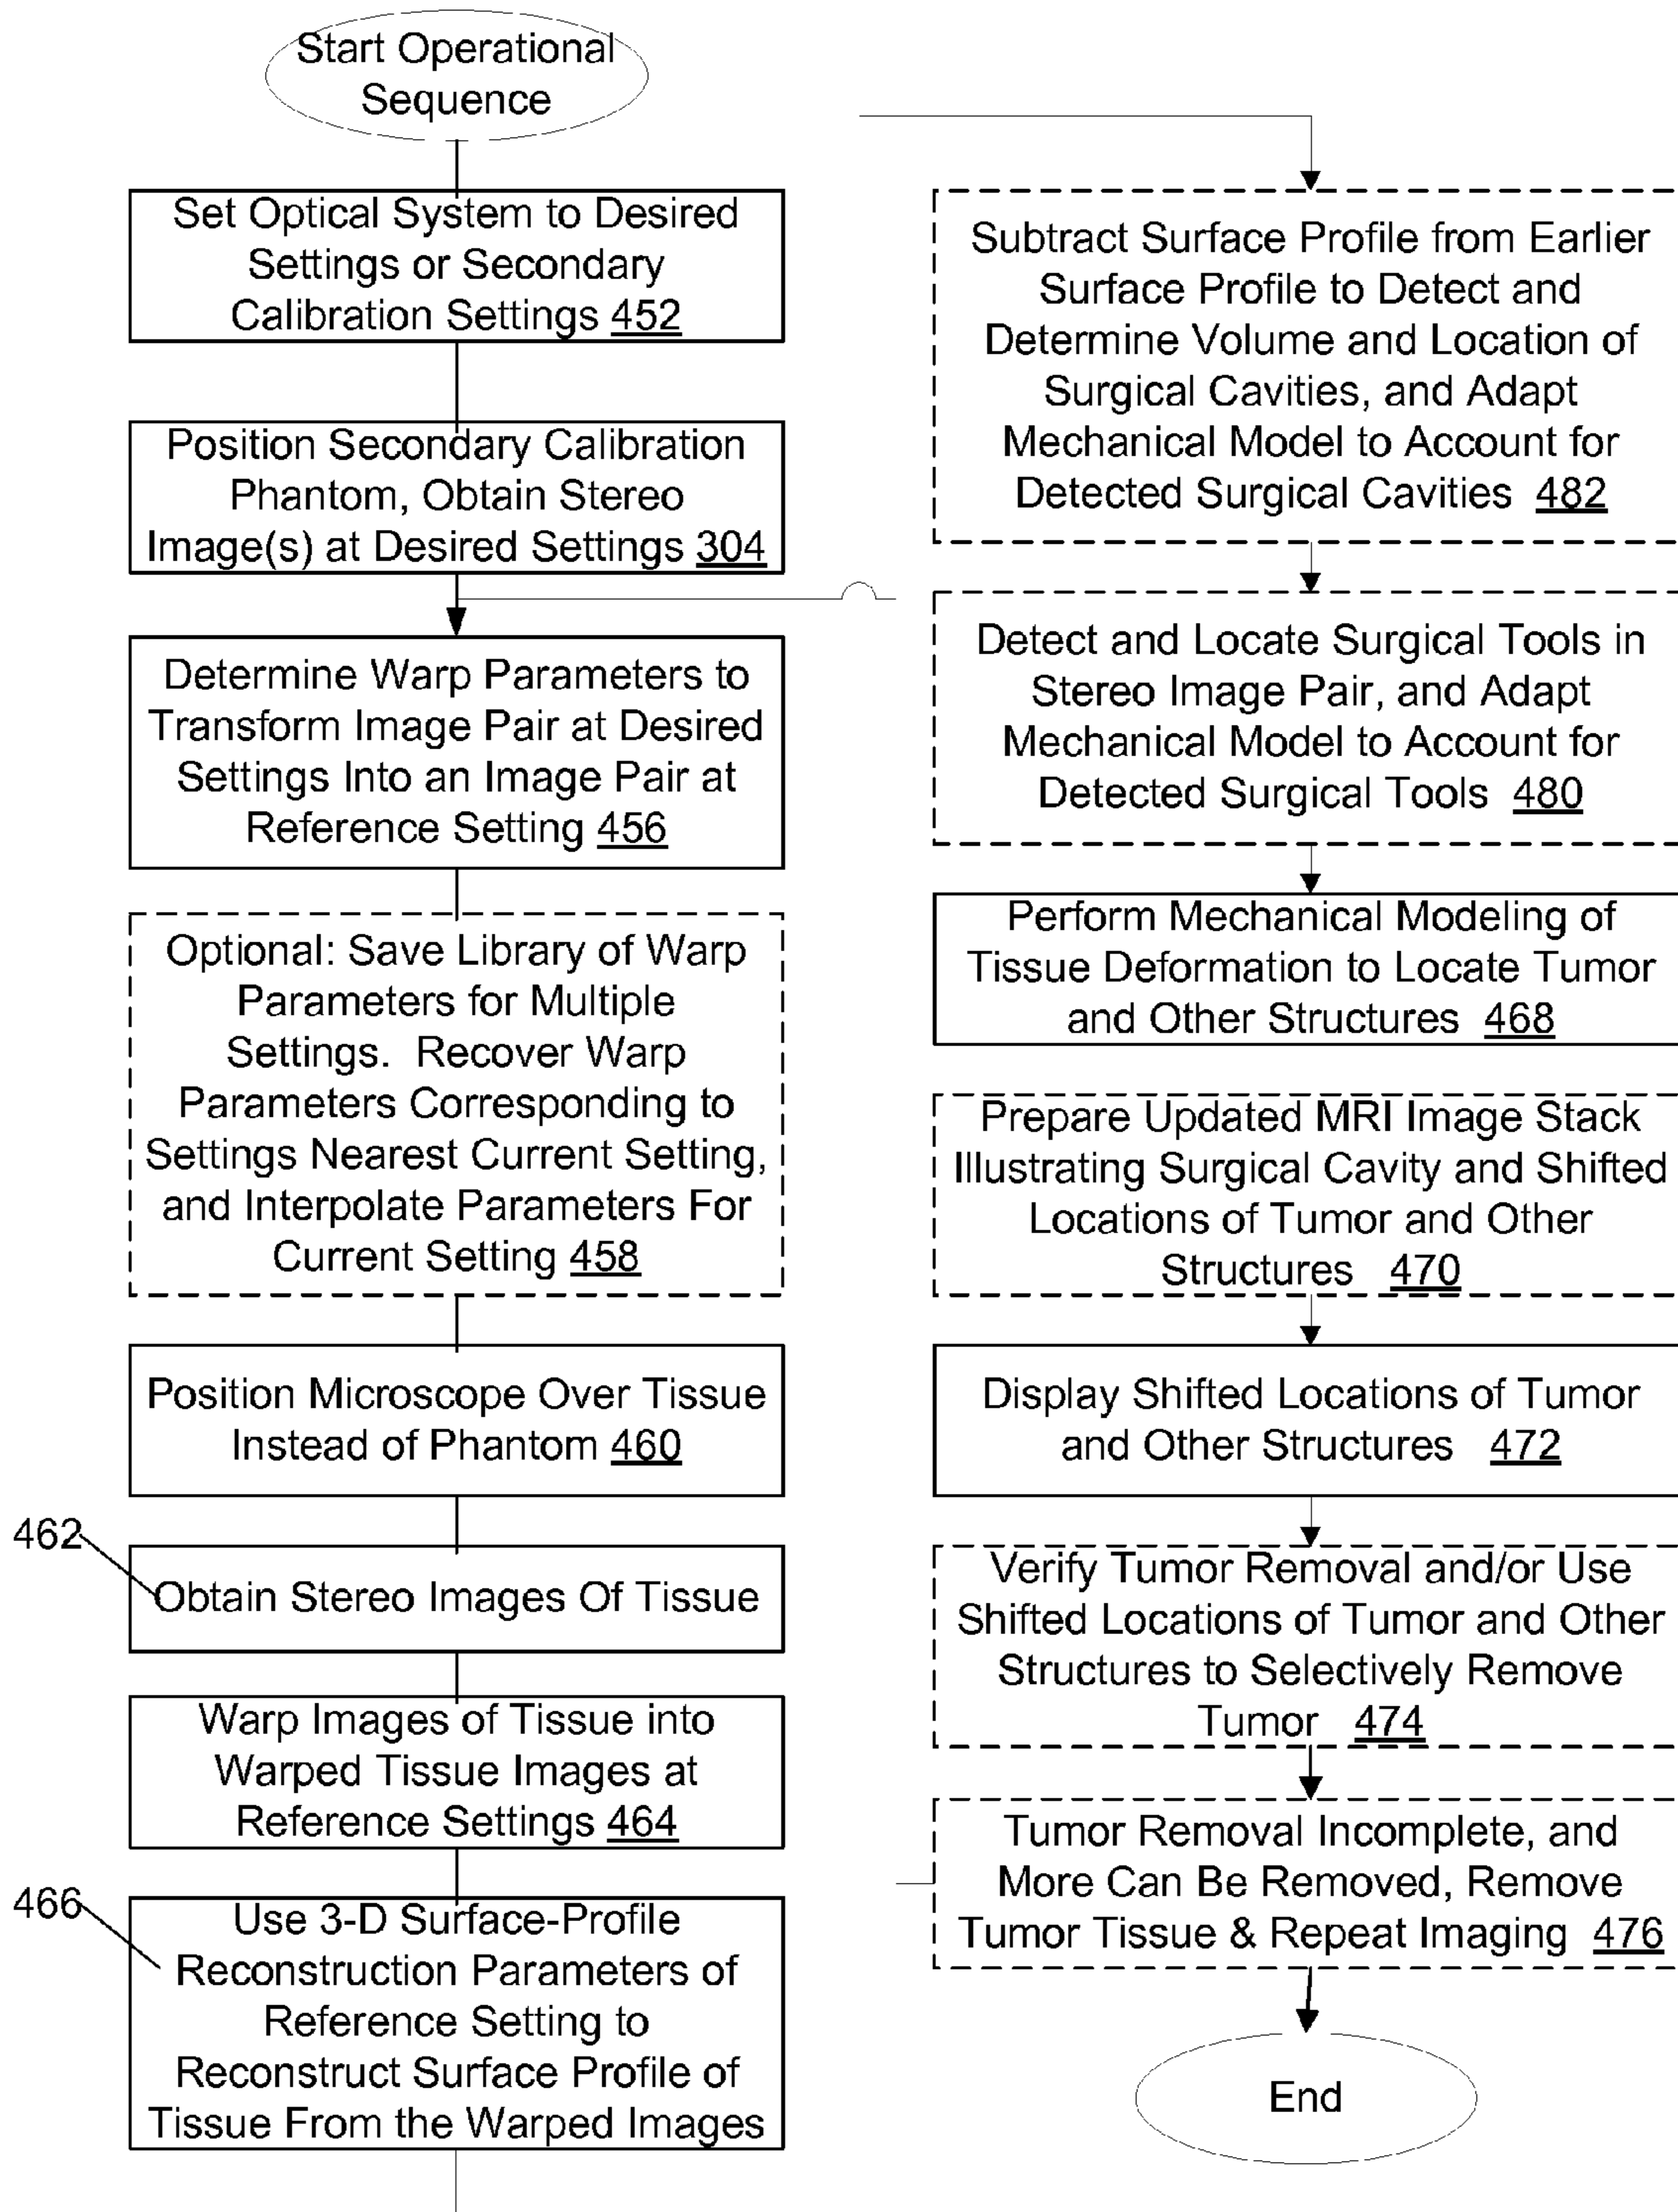 Start Operational
Sequence
Set Optical System to Desired
Settings or Secondary
Calibration Settings 452
Position Secondary Calibration
Phantom, Obtain Stereo
Image(s) at Desired Settings 304
Determine Warp Parameters to
Transform Image Pair at Desired
Settings Into an Image Pair at
Reference Setting 456
Optional: Save Library of Warp
Parameters for Multiple
Settings. Recover Warp
Parameters Corresponding to
Settings Nearest Current Setting,
and Interpolate Parameters For
Current Setting 458
Position Microscope Over Tissue
Instead of Phantom 460
462
Obtain Stereo Images Of Tissue
Warp Images of Tissue into
Warped Tissue Images at
Reference Settings 464
466
Use 3-D Surface-Profile
Reconstruction Parameters of
Reference Setting to
Reconstruct Surface Profile of
Tissue From the Warped Images
Subtract Surface Profile from Earlier
Surface Profile to Detect and
Determine Volume and Location of
Surgical Cavities, and Adapt
Mechanical Model to Account for
Detected Surgical Cavities 482
Detect and Locate Surgical Tools in
Stereo Image Pair, and Adapt
Mechanical Model to Account for
Detected Surgical Tools 480
Perform Mechanical Modeling of
Tissue Deformation to Locate Tumor
and Other Structures 468
Prepare Updated MRI Image Stack
Illustrating Surgical Cavity and Shifted
Locations of Tumor and Other
Structures 470
Display Shifted Locations of Tumor
and Other Structures 472
Verify Tumor Removal and/or Use
Shifted Locations of Tumor and Other
Structures to Selectively Remove
Tumor 474
Tumor Removal Incomplete, and
More Can Be Removed, Remove
Tumor Tissue & Repeat Imaging 476
End